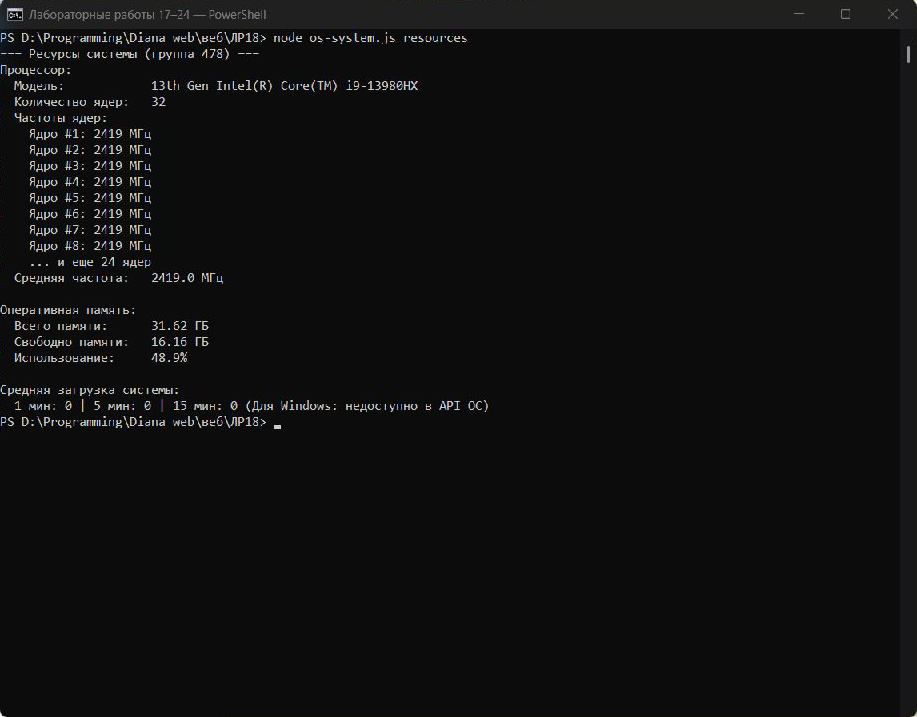 Лабораторные работы 17–24 — PowerShell
PS D:\Programming\Diana web\веб\ЛР18> node os-system.js resources
--- Ресурсы системы (группа 478) ---
Процессор:
Модель: 13th Gen Intel(R) Core(TM) i9-13980HX
Количество ядер: 32
Частоты ядер:
Ядро #1: 2419 МГц
Ядро #2: 2419 МГц
Ядро #3: 2419 МГц
Ядро #4: 2419 МГц
Ядро #5: 2419 МГц
Ядро #6: 2419 МГц
Ядро #7: 2419 МГц
Ядро #8: 2419 МГц
... и еще 24 ядер
Средняя частота: 2419.0 МГц
Оперативная память:
Всего памяти: 31.62 ГБ
Свободно памяти: 16.16 ГБ
Использование: 48.9%
Средняя загрузка системы:
1 мин: 0 | 5 мин: 0 | 15 мин: 0 (Для Windows: недоступно в API ОС)
PS D:\Programming\Diana web\веб\ЛР18>